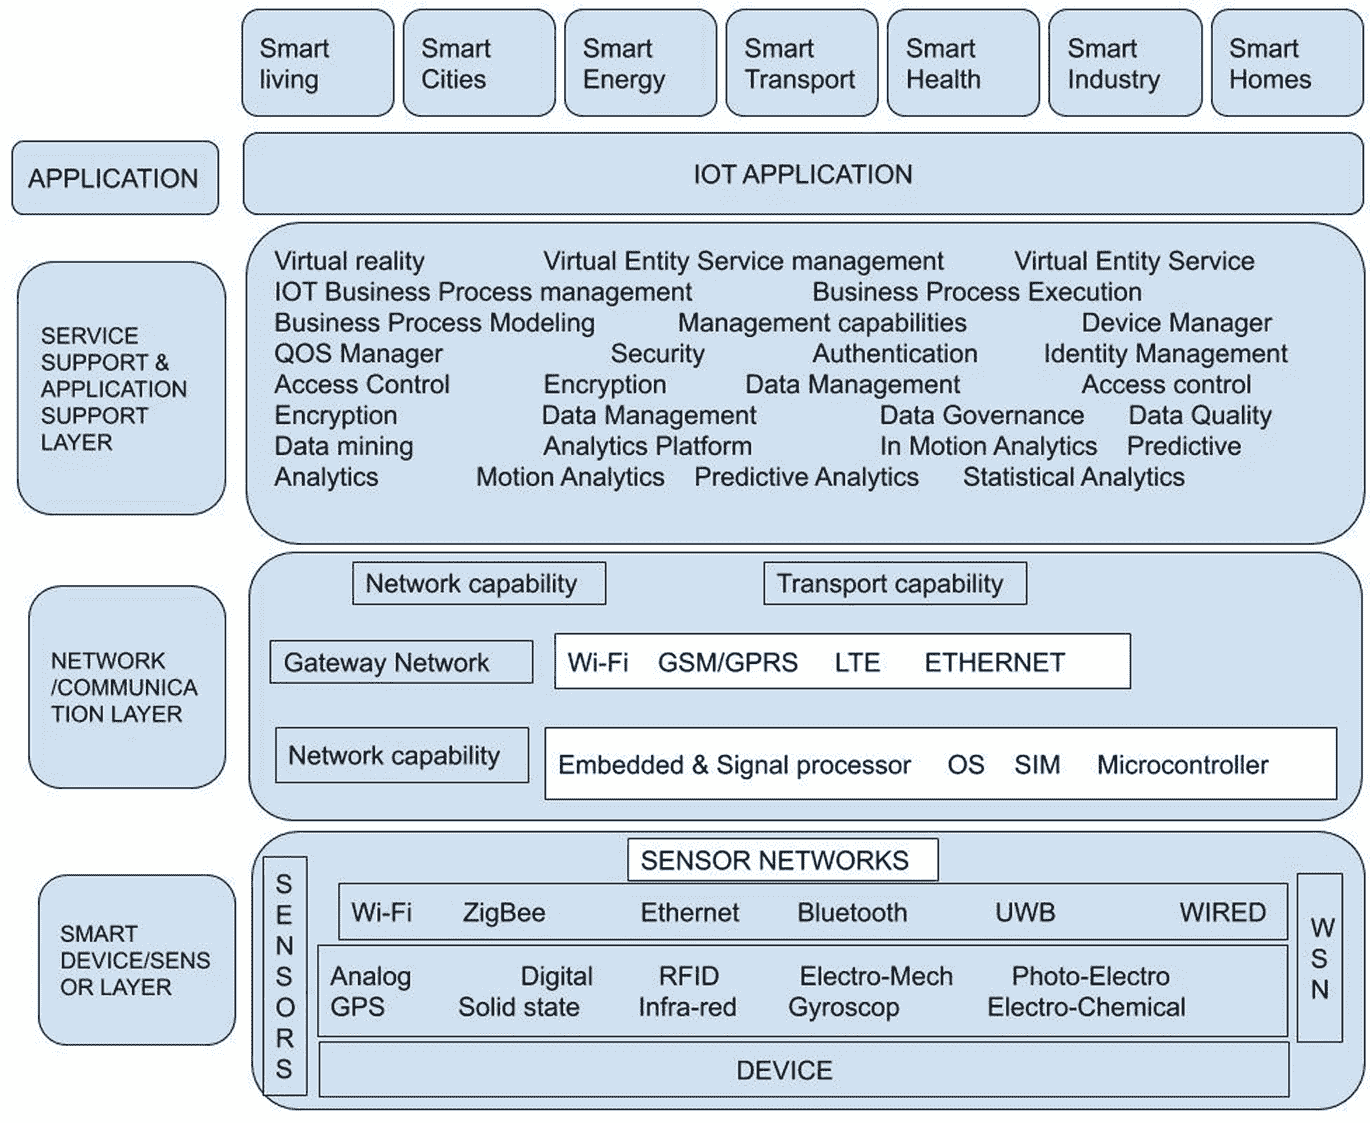 Smart living
Smart Cities
Smart Energy
Smart Transport
Smart Health
Smart Industry
Smart Homes
APPLICATION
IOT APPLICATION
SERVICE
SUPPORT &
APPLICATION
SUPPORT
LAYER
Virtual reality Virtual Entity Service management Virtual Entity Service
IOT Business Process management Business Process Execution
Business Process Modeling Management capabilities Device Manager
QOS Manager Security Authentication Identity Management
Access Control Encryption Data Management Access control
Encryption Data Management Data Governance Data Quality
Data mining Analytics Platform In Motion Analytics Predictive
Analytics Motion Analytics Predictive Analytics Statistical Analytics
NETWORK
/COMMUNICA
TION LAYER
Network capability Transport capability
Gateway Network Wi-Fi GSM/GPRS LTE ETHERNET
Network capability Embedded & Signal processor OS SIM Microcontroller
SMART
DEVICE/SENS
OR LAYER
SENSORS
SENSOR NETWORKS
Wi-Fi ZigBee Ethernet Bluetooth UWB WIRED
Analog Digital RFID Electro-Mech Photo-Electro
GPS Solid state Infra-red Gyroscop Electro-Chemical
DEVICE
WSN